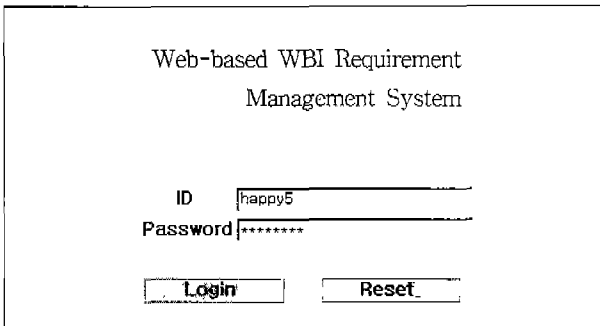 Web-based WBI Requirement
Management System
ID happy5
Password ********
Login Reset